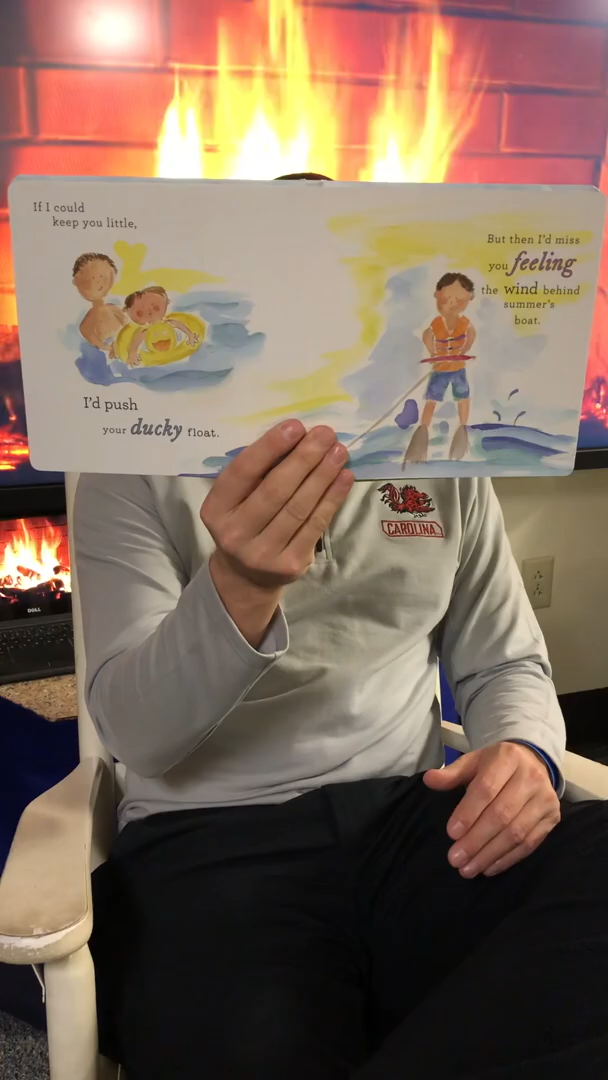 If I could
keep you little,
I'd push
your ducky float.
But then I'd miss
you feeling
the wind behind
summer's
boat.
CAROLINA
DELL